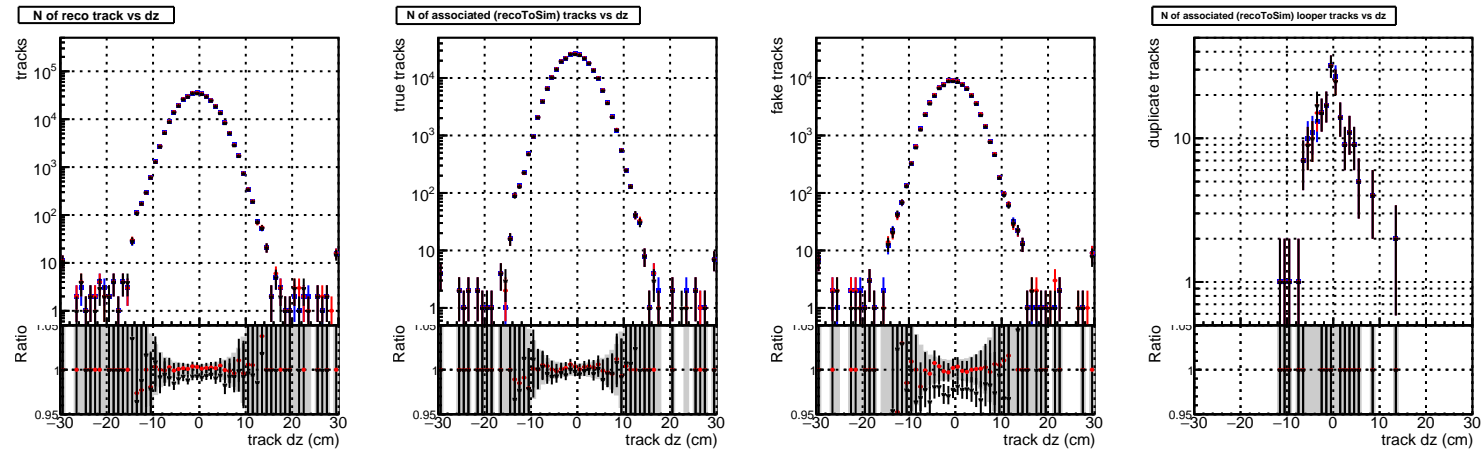 N of reco track vs dz
tracks
10^5
10^4
10^3
10^2
10
1
Ratio
1.05
1
0.95
−30 −20 −10 0 10 20 30
track dz (cm)
N of associated (recoToSim) tracks vs dz
true tracks
10^4
10^3
10^2
10
1
Ratio
1.05
1
0.95
−30 −20 −10 0 10 20 30
track dz (cm)
fake tracks
10^4
10^3
10^2
10
1
Ratio
1.05
1
0.95
−30 −20 −10 0 10 20 30
track dz (cm)
N of associated (recoToSim) looper tracks vs dz
duplicate tracks
10
1
Ratio
1.05
1
0.95
−30 −20 −10 0 10 20 30
track dz (cm)